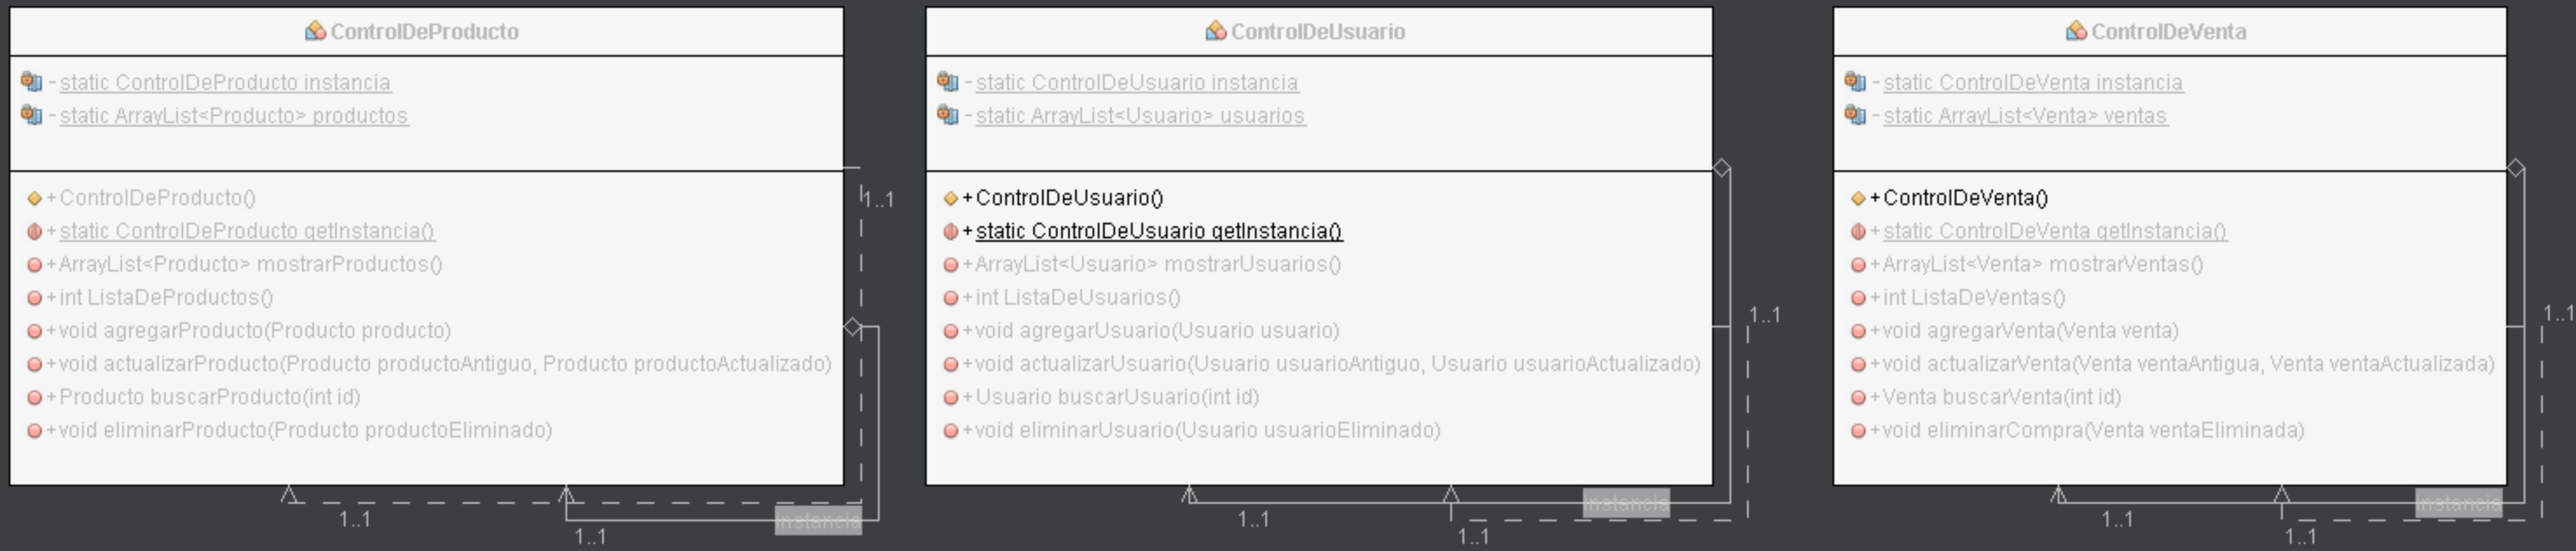 ControlDeProducto
- static ControlDeProducto instancia
- static ArrayList<Producto> productos
+ ControlDeProducto()
+ static ControlDeProducto getInstancia()
+ ArrayList<Producto> mostrarProductos()
+ int ListaDeProductos()
+ void agregarProducto(Producto producto)
+ void actualizarProducto(Producto productoAntiguo, Producto productoActualizado)
+ Producto buscarProducto(int id)
+ void eliminarProducto(Producto productoEliminado)
1..1
1..1
instancia
1..1
ControlDeUsuario
- static ControlDeUsuario instancia
- static ArrayList<Usuario> usuarios
+ ControlDeUsuario()
+ static ControlDeUsuario getInstancia()
+ ArrayList<Usuario> mostrarUsuarios()
+ int ListaDeUsuarios()
+ void agregarUsuario(Usuario usuario)
+ void actualizarUsuario(Usuario usuarioAntiguo, Usuario usuarioActualizado)
+ Usuario buscarUsuario(int id)
+ void eliminarUsuario(Usuario usuarioEliminado)
1..1
instancia
1..1
1..1
ControlDeVenta
- static ControlDeVenta instancia
- static ArrayList<Venta> ventas
+ ControlDeVenta()
+ static ControlDeVenta getInstancia()
+ ArrayList<Venta> mostrarVentas()
+ int ListaDeVentas()
+ void agregarVenta(Venta venta)
+ void actualizarVenta(Venta ventaAntigua, Venta ventaActualizada)
+ Venta buscarVenta(int id)
+ void eliminarCompra(Venta ventaEliminada)
1..1
instancia
1..1
1..1